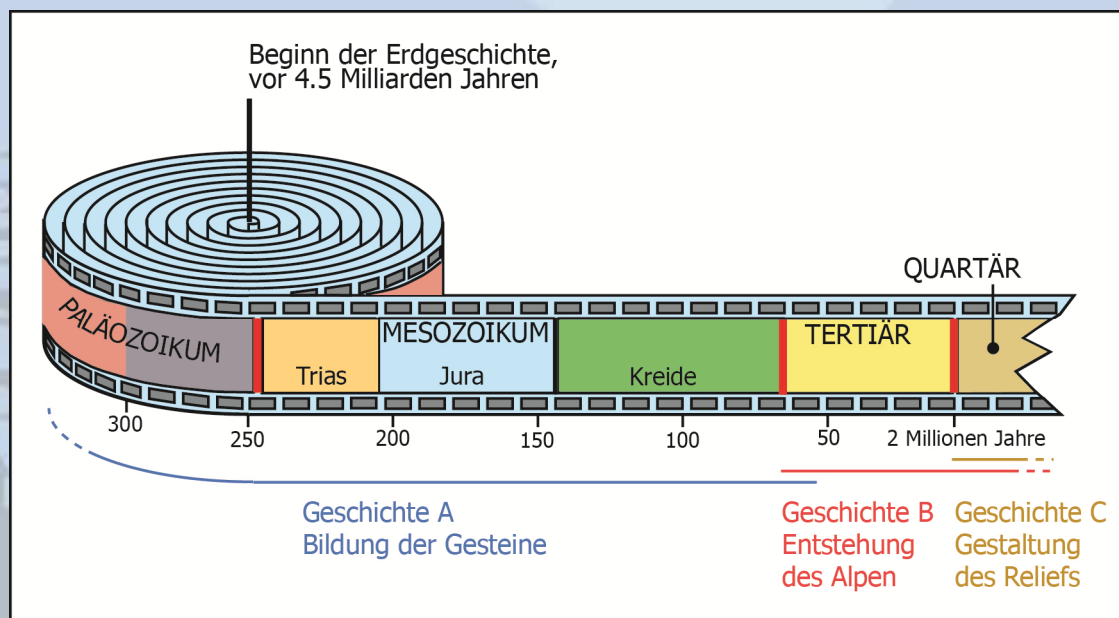 Beginn der Erdgeschichte,
vor 4.5 Milliarden Jahren
QUARTÄR
PALÄOZOIKUM
MESOZOIKUM
TERTIÄR
Trias
Jura
Kreide
300
250
200
150
100
50
2 Millionen Jahre
Geschichte A
Bildung der Gesteine
Geschichte B
Entstehung
des Alpen
Geschichte C
Gestaltung
des Reliefs